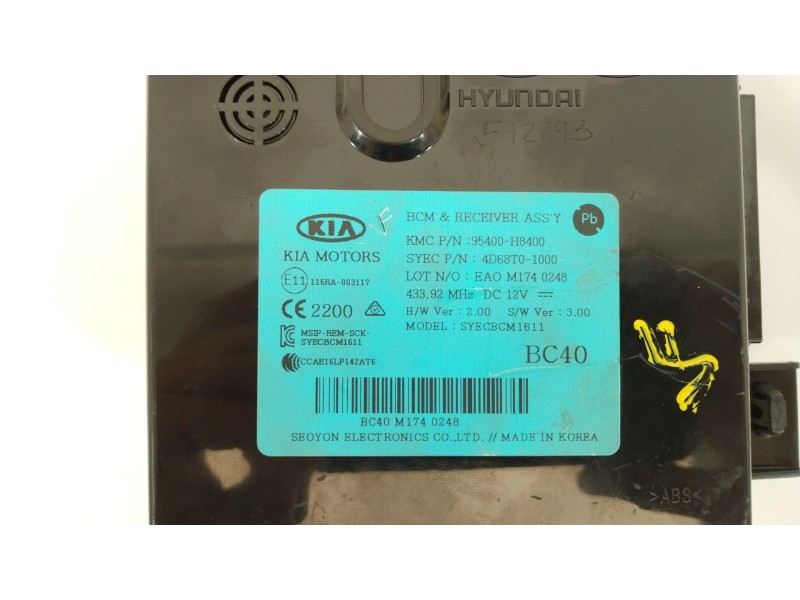 HYUNDAI
F12293
KIA
KIA MOTORS
E11 116RA-003117
CE 2200
MSIP-REM-SCK-
SYECBCM1611
CCAE16LP142AT6
BCM & RECEIVER ASS'Y
Pb
KMC P/N :95400-H8400
SYEC P/N : 4D68T0-1000
LOT N/O : EAO M174 0248
433.92 MHz DC 12V
H/W Ver : 2.00 S/W Ver : 3.00
MODEL : SYECBCM1611
BC40
BC40 M174 0248
SEOYON ELECTRONICS CO.,LTD. // MADE IN KOREA
>ABS<